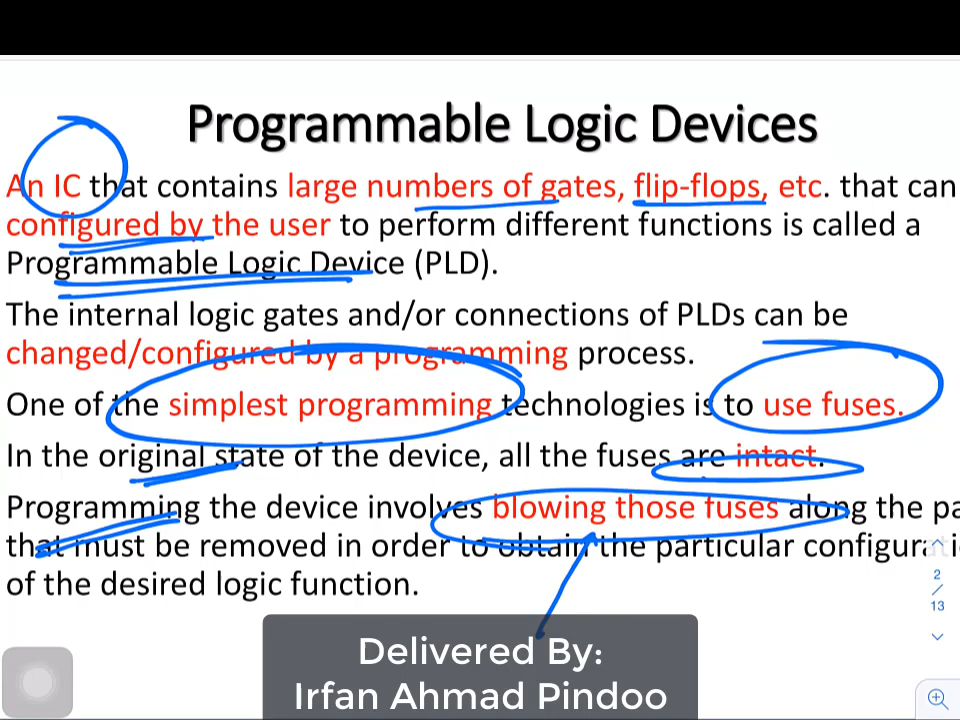 Programmable Logic Devices
An IC that contains large numbers of gates, flip-flops, etc. that can
configured by the user to perform different functions is called a
Programmable Logic Device (PLD).
The internal logic gates and/or connections of PLDs can be
changed/configured by a programming process.
One of the simplest programming technologies is to use fuses.
In the original state of the device, all the fuses are intact.
Programming the device involves blowing those fuses along the pa
that must be removed in order to obtain the particular
of the desired logic function.
2
/
13
Delivered By:
Irfan Ahmad Pindoo